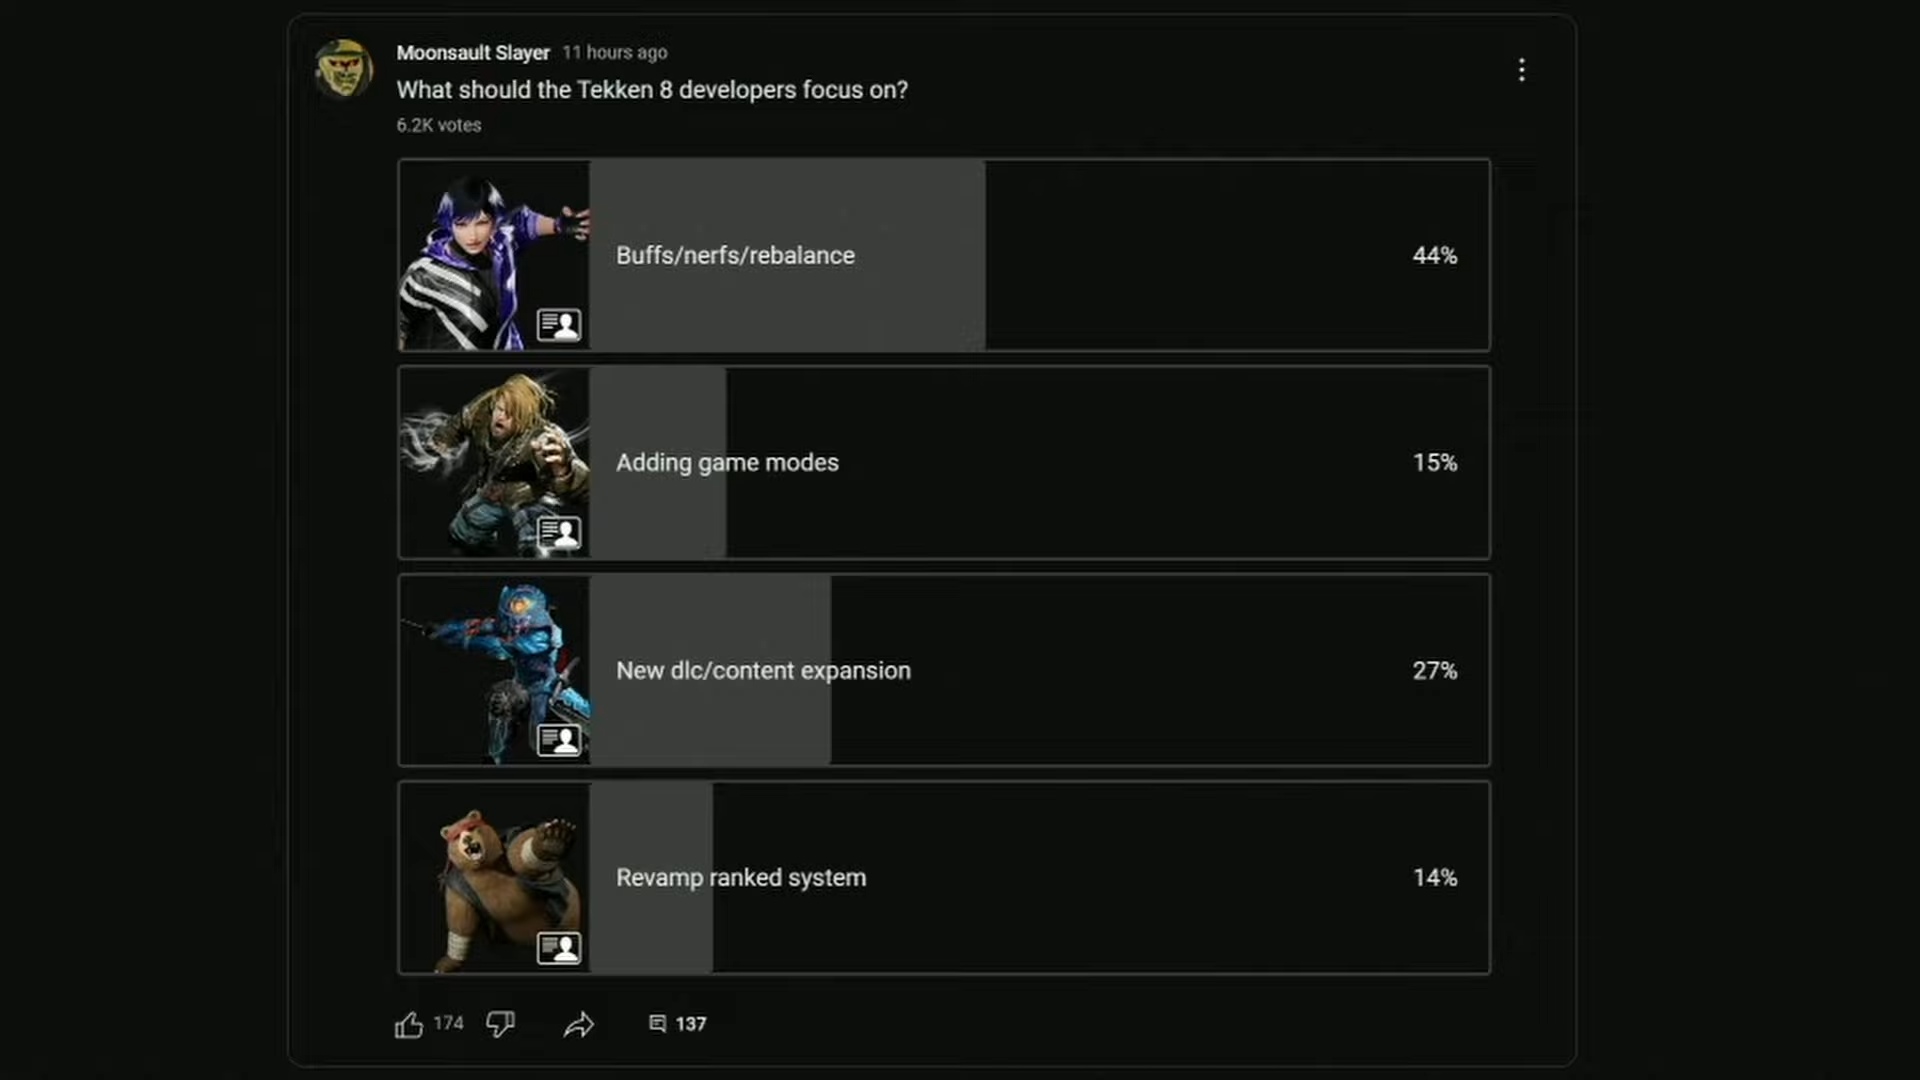 Moonsault Slayer 11 hours ago
What should the Tekken 8 developers focus on?
6.2K votes
Buffs/nerfs/rebalance 44%
Adding game modes 15%
New dlc/content expansion 27%
Revamp ranked system 14%
174 137